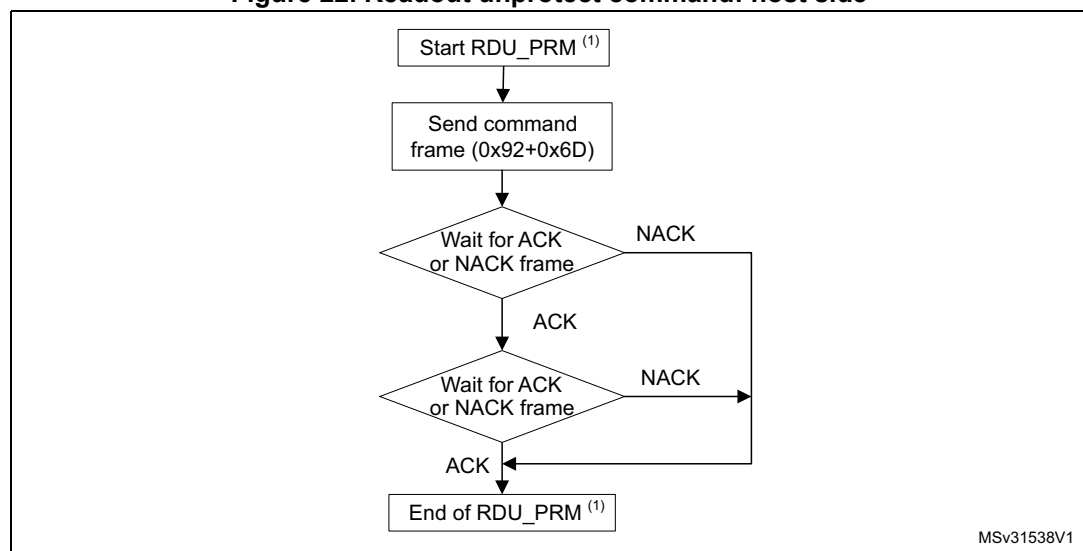 Figure 22. Readout unprotect command: host side
Start RDU_PRM (1)
Send command
frame (0x92+0x6D)
Wait for ACK
or NACK frame
NACK
ACK
Wait for ACK
or NACK frame
NACK
ACK
End of RDU_PRM (1)
MSv31538V1